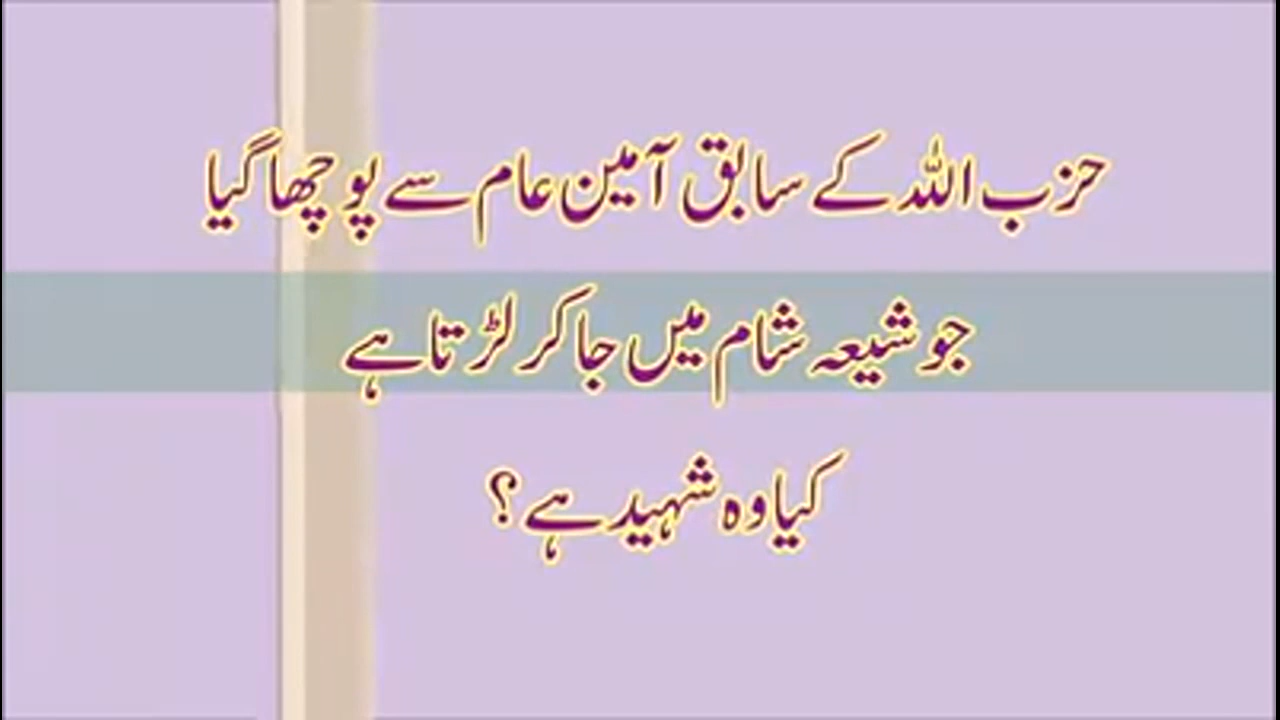 حزب اللہ کے سابق آمین عام سے پوچھا گیا
جو شیعہ شام میں جا کر لڑتا ہے
کیا وہ شہید ہے ؟